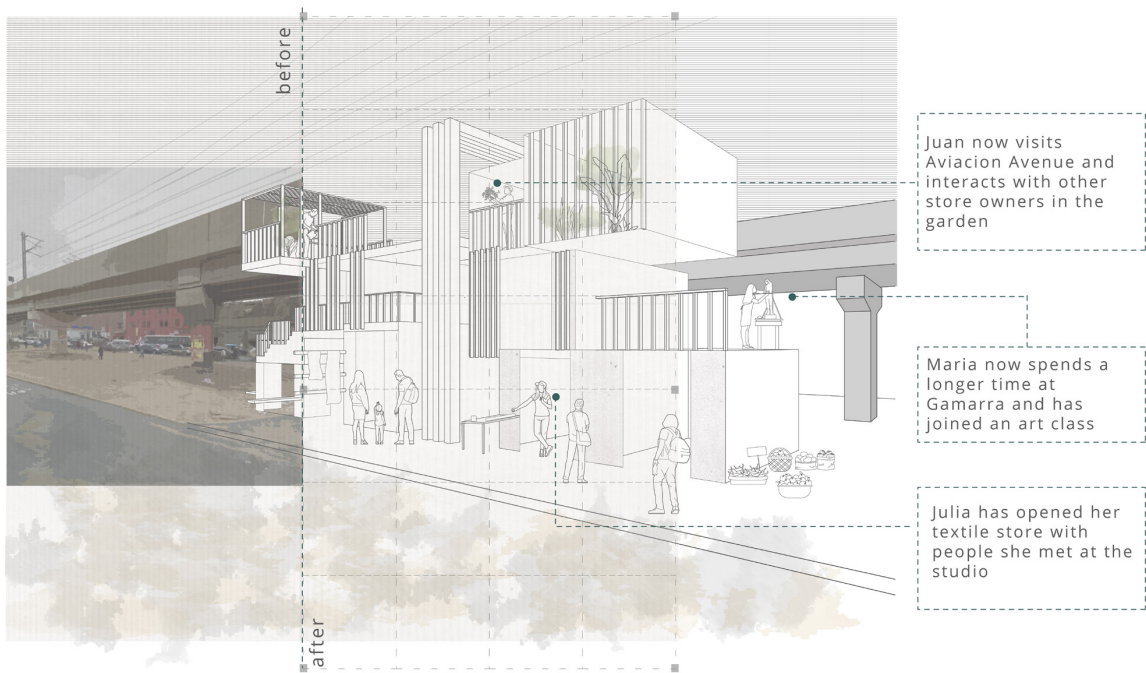 before
after
Juan now visits
Aviacion Avenue and
interacts with other
store owners in the
garden
Maria now spends a
longer time at
Gamarra and has
joined an art class
Julia has opened her
textile store with
people she met at the
studio